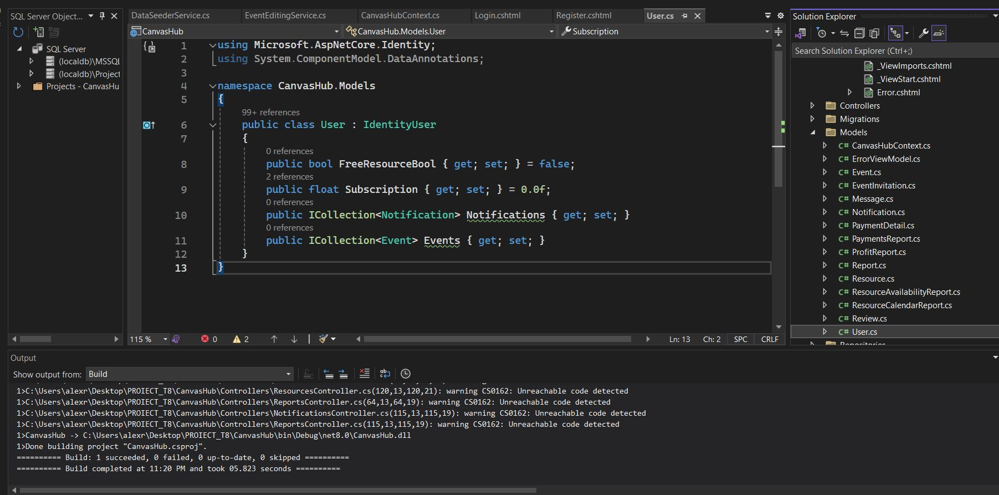 SQL Server Object...
SQL Server
(localdb)\MSSQL
(localdb)\Project
Projects - CanvasHu
DataSeederService.cs
EventEditingService.cs
CanvasHubContext.cs
Login.cshtml
Register.cshtml
User.cs
CanvasHub
CanvasHub.Models.User
Subscription
1 using Microsoft.AspNetCore.Identity;
2 using System.ComponentModel.DataAnnotations;
3
4 namespace CanvasHub.Models
5 {
99+ references
6 public class User : IdentityUser
7 {
0 references
8 public bool FreeResourceBool { get; set; } = false;
2 references
9 public float Subscription { get; set; } = 0.0f;
0 references
10 public ICollection<Notification> Notifications { get; set; }
0 references
11 public ICollection<Event> Events { get; set; }
12 }
13 }
115 %
0
2
Ln: 13
Ch: 2
SPC
CRLF
Solution Explorer
Search Solution Explorer (Ctrl+;)
_ViewImports.cshtml
_ViewStart.cshtml
Error.cshtml
Controllers
Migrations
Models
C# CanvasHubContext.cs
C# ErrorViewModel.cs
C# Event.cs
C# EventInvitation.cs
C# Message.cs
C# Notification.cs
C# PaymentDetail.cs
C# PaymentsReport.cs
C# ProfitReport.cs
C# Report.cs
C# Resource.cs
C# ResourceAvailabilityReport.cs
C# ResourceCalendarReport.cs
C# Review.cs
C# User.cs
Repositories
Output
Show output from: Build
1>C:\Users\alexr\Desktop\PROIECT_T8\CanvasHub\Controllers\ResourcesController.cs(120,13,120,21): warning CS0162: Unreachable code detected
1>C:\Users\alexr\Desktop\PROIECT_T8\CanvasHub\Controllers\ReportsController.cs(64,13,64,19): warning CS0162: Unreachable code detected
1>C:\Users\alexr\Desktop\PROIECT_T8\CanvasHub\Controllers\NotificationsController.cs(115,13,115,19): warning CS0162: Unreachable code detected
1>C:\Users\alexr\Desktop\PROIECT_T8\CanvasHub\Controllers\ReportsController.cs(115,13,115,19): warning CS0162: Unreachable code detected
1>CanvasHub -> C:\Users\alexr\Desktop\PROIECT_T8\CanvasHub\bin\Debug\net8.0\CanvasHub.dll
1>Done building project "CanvasHub.csproj".
========== Build: 1 succeeded, 0 failed, 0 up-to-date, 0 skipped ==========
========== Build completed at 11:20 PM and took 05.823 seconds ==========